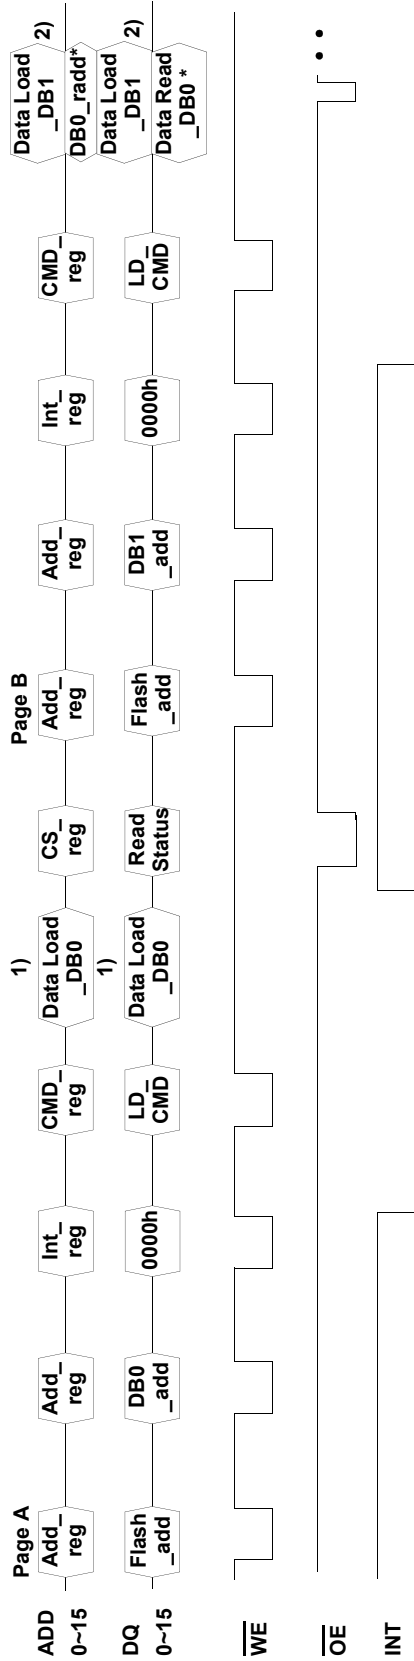 Page A
1)
Page B
ADD
0~15
Add_
reg
Add_
reg
Int_
reg
CMD_
reg
Data Load
_DB0
CS_
reg
Add_
reg
Add_
reg
Int_
reg
CMD_
reg
Data Load
_DB1
2)
DB0_radd*
1)
DQ
0~15
Flash
_add
DB0
_add
0000h
LD_
CMD
Data Load
_DB0
Read
Status
Flash
_add
DB1
_add
0000h
LD_
CMD
Data Load
_DB1
2)
Data Read
_DB0 *
WE
OE
INT